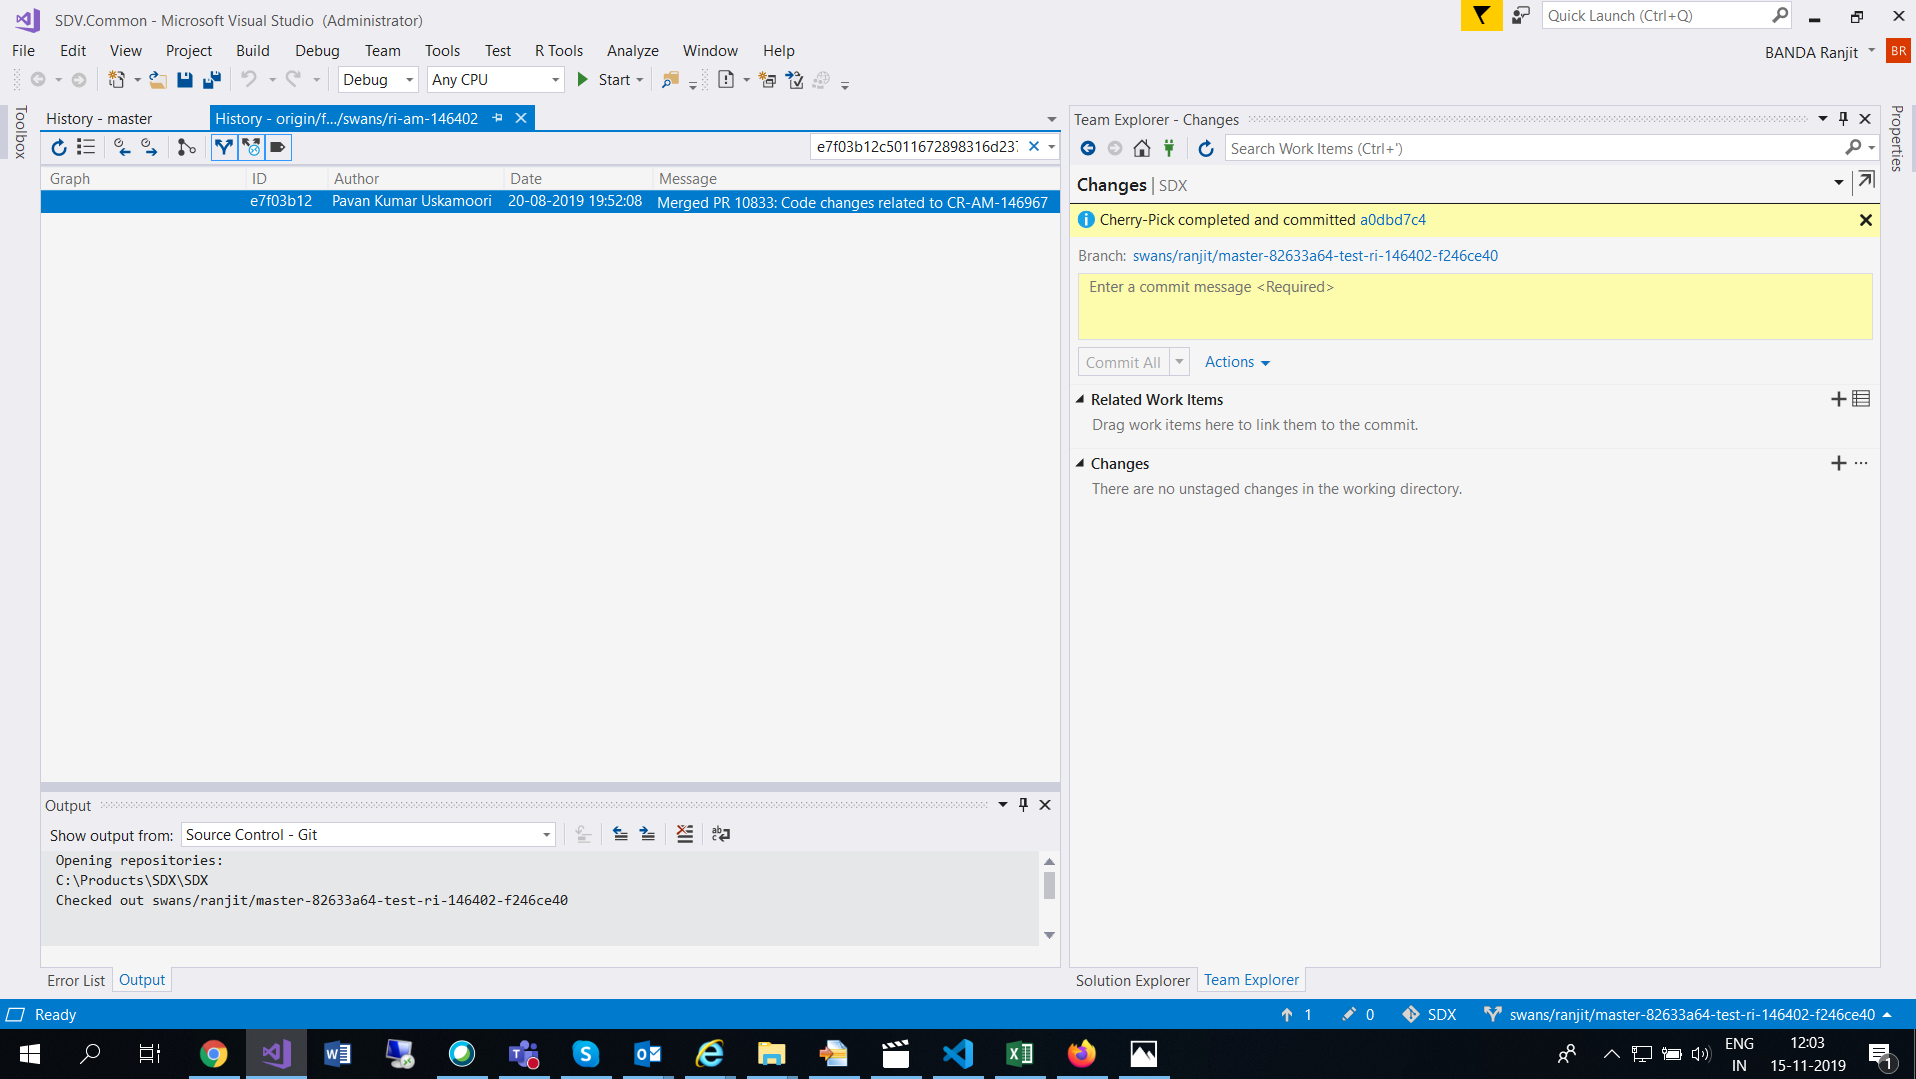 SDV.Common - Microsoft Visual Studio (Administrator)
Quick Launch (Ctrl+Q)
File Edit View Project Build Debug Team Tools Test R Tools Analyze Window Help
BANDA Ranjit BR
Debug Any CPU Start
Toolbox
History - master
History - origin/f.../swans/ri-am-146402
e7f03b12c5011672898316d237
Graph ID Author Date Message
e7f03b12 Pavan Kumar Uskamoori 20-08-2019 19:52:08 Merged PR 10833: Code changes related to CR-AM-146967
Output
Show output from: Source Control - Git
Opening repositories:
C:\Products\SDX\SDX
Checked out swans/ranjit/master-82633a64-test-ri-146402-f246ce40
Error List Output
Team Explorer - Changes
Search Work Items (Ctrl+')
Changes | SDX
Cherry-Pick completed and committed a0dbd7c4
Branch: swans/ranjit/master-82633a64-test-ri-146402-f246ce40
Enter a commit message <Required>
Commit All Actions
Related Work Items
Drag work items here to link them to the commit.
Changes
There are no unstaged changes in the working directory.
Solution Explorer Team Explorer
Properties
Ready
1 0 SDX swans/ranjit/master-82633a64-test-ri-146402-f246ce40
ENG
IN
12:03
15-11-2019
1